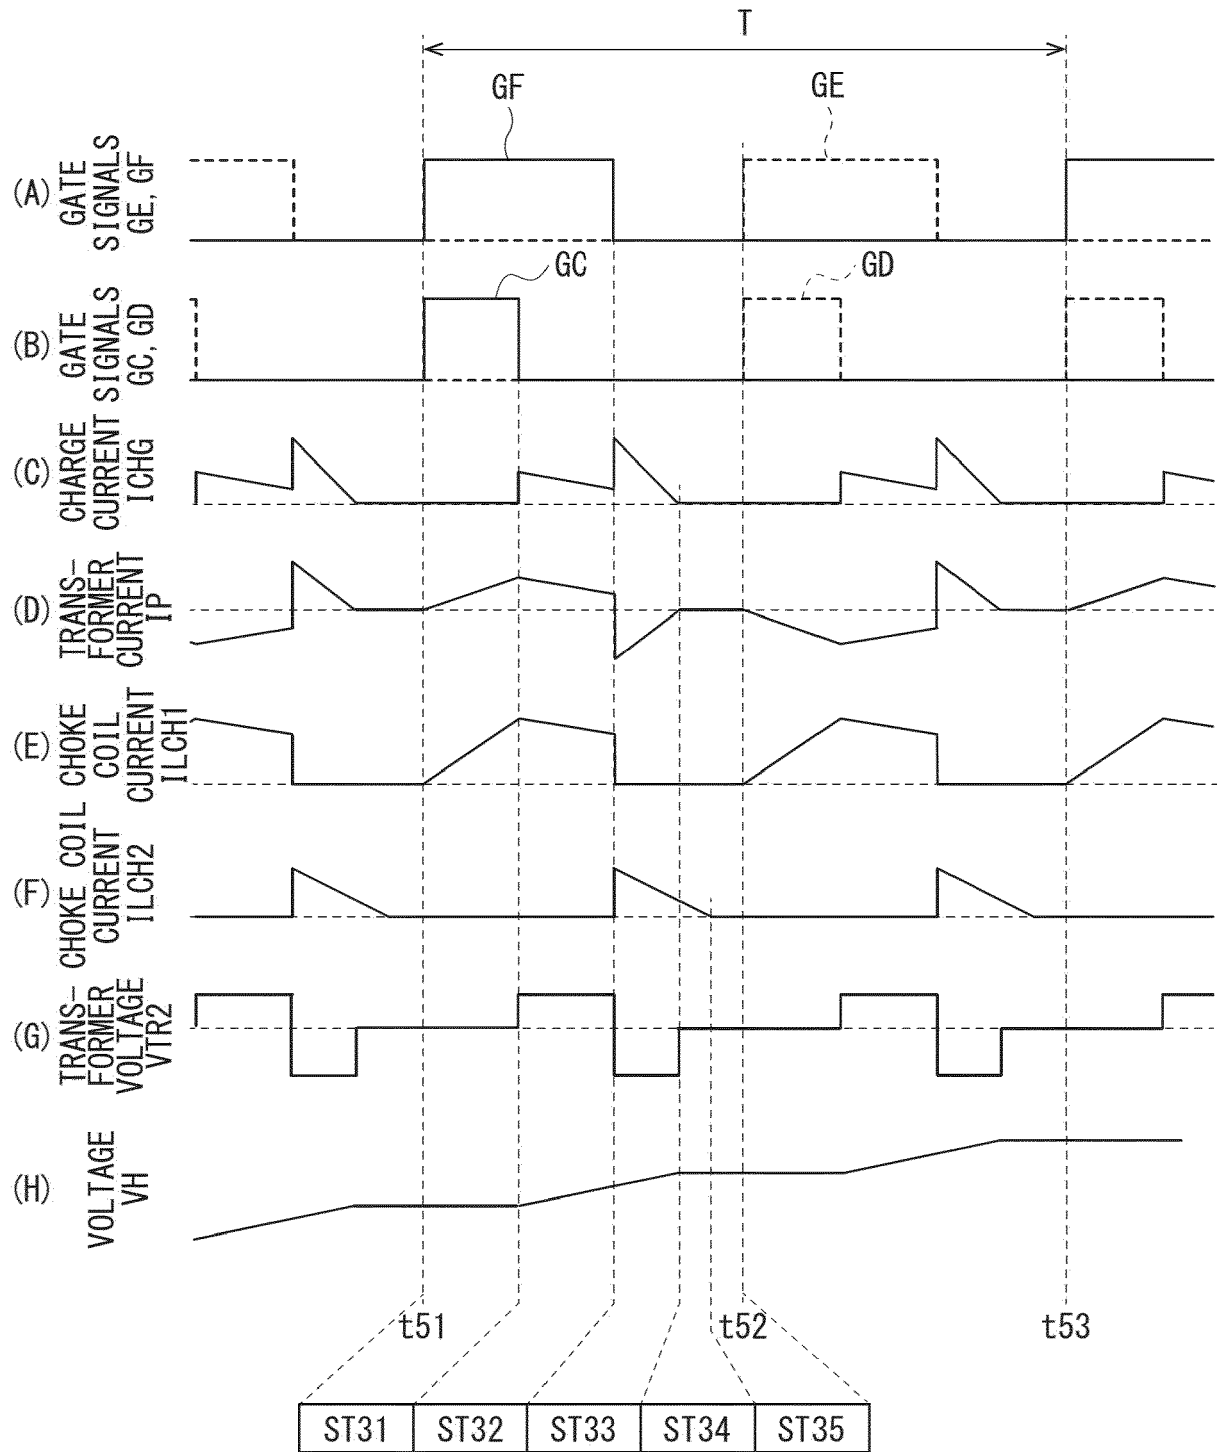 T
GF
GE
(A)
GATE
SIGNALS
GE, GF
GC
GD
(B)
GATE
SIGNALS
GC, GD
(C)
CHARGE
CURRENT
ICHG
(D)
TRANS-
FORMER
CURRENT
IP
(E)
CHOKE
COIL
CURRENT
ILCH1
(F)
CHOKE COIL
CURRENT
ILCH2
(G)
TRANS-
FORMER
VOLTAGE
VTR2
(H)
VOLTAGE
VH
t51
t52
t53
ST31
ST32
ST33
ST34
ST35